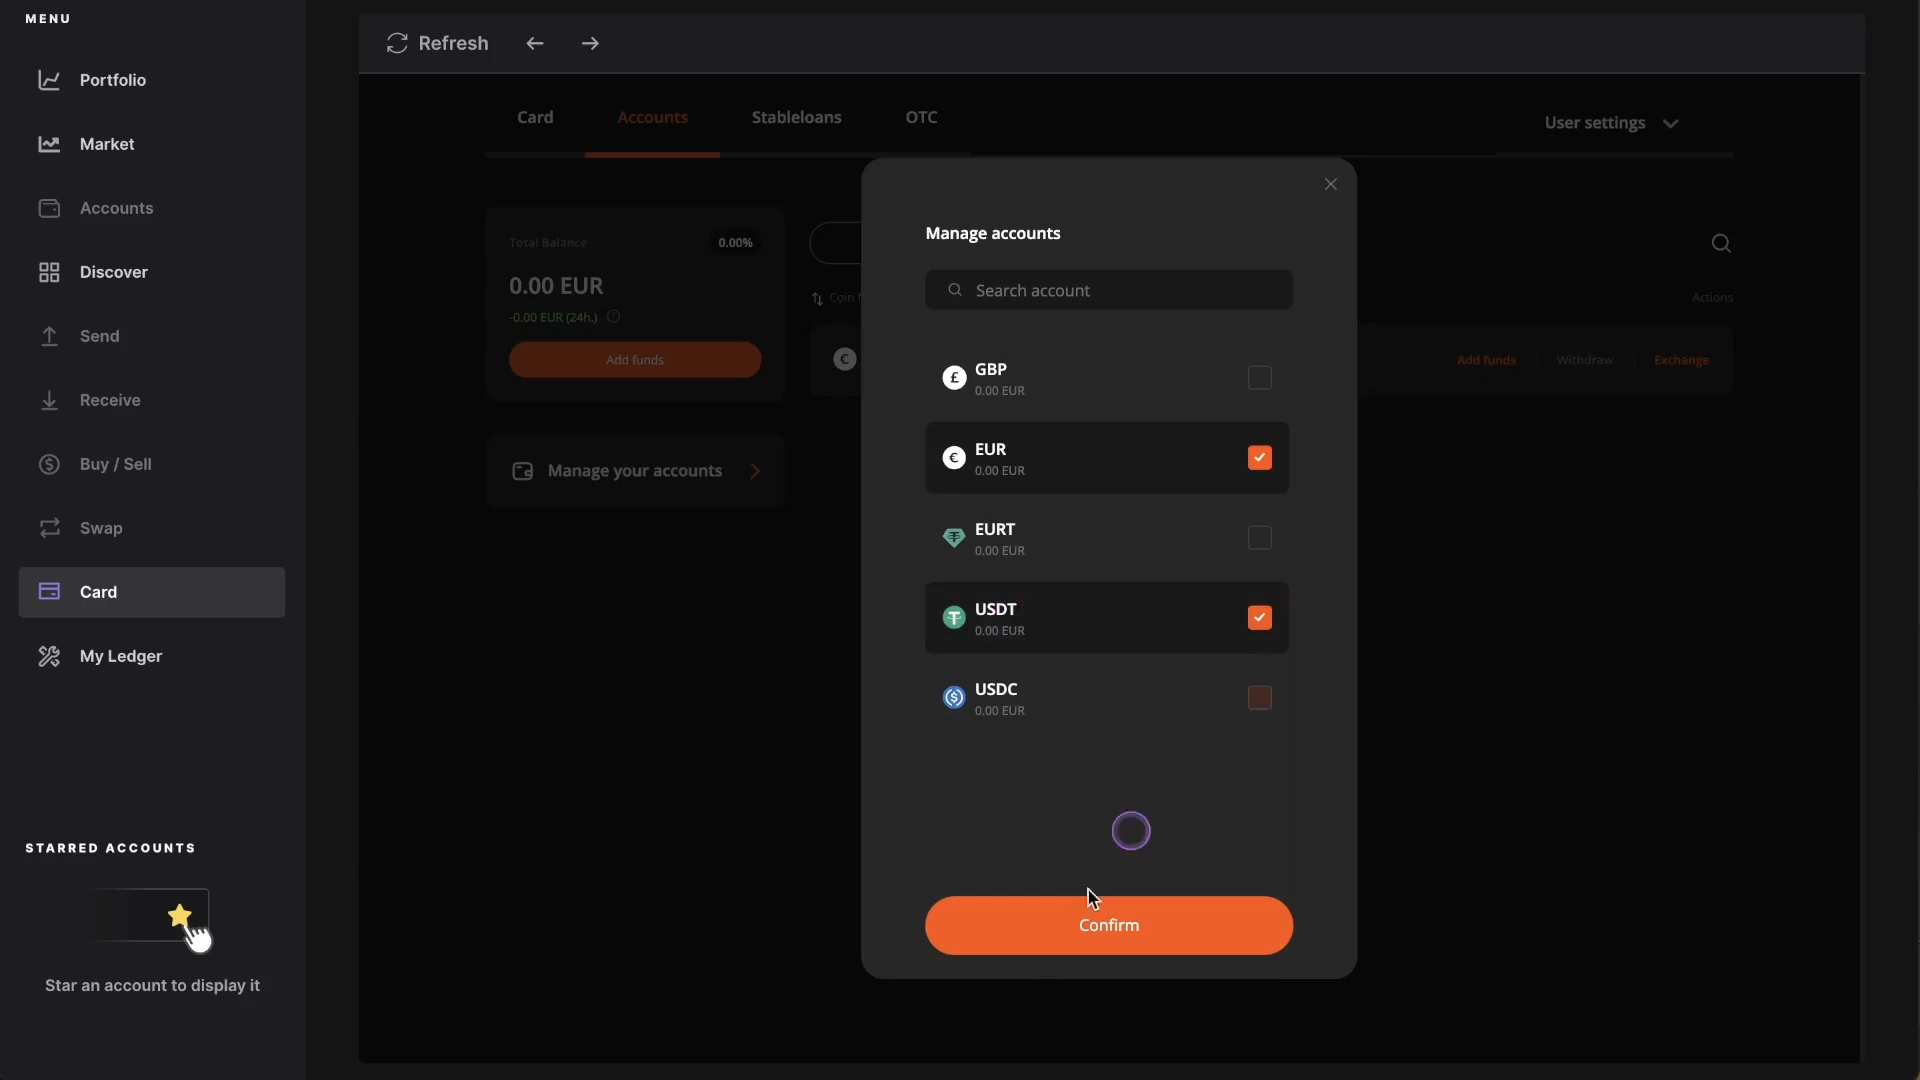 MENU
Portfolio
Market
Accounts
Discover
Send
Receive
Buy / Sell
Swap
Card
My Ledger
STARRED ACCOUNTS
Star an account to display it
Refresh
Card
Accounts
Stableloans
OTC
User settings
Total Balance
0.00%
0.00 EUR
-0.00 EUR (24h.)
Add funds
Manage your accounts
Coin
Actions
Add funds
Withdraw
Exchange
Manage accounts
Search account
GBP
0.00 EUR
EUR
0.00 EUR
EURT
0.00 EUR
USDT
0.00 EUR
USDC
0.00 EUR
Confirm